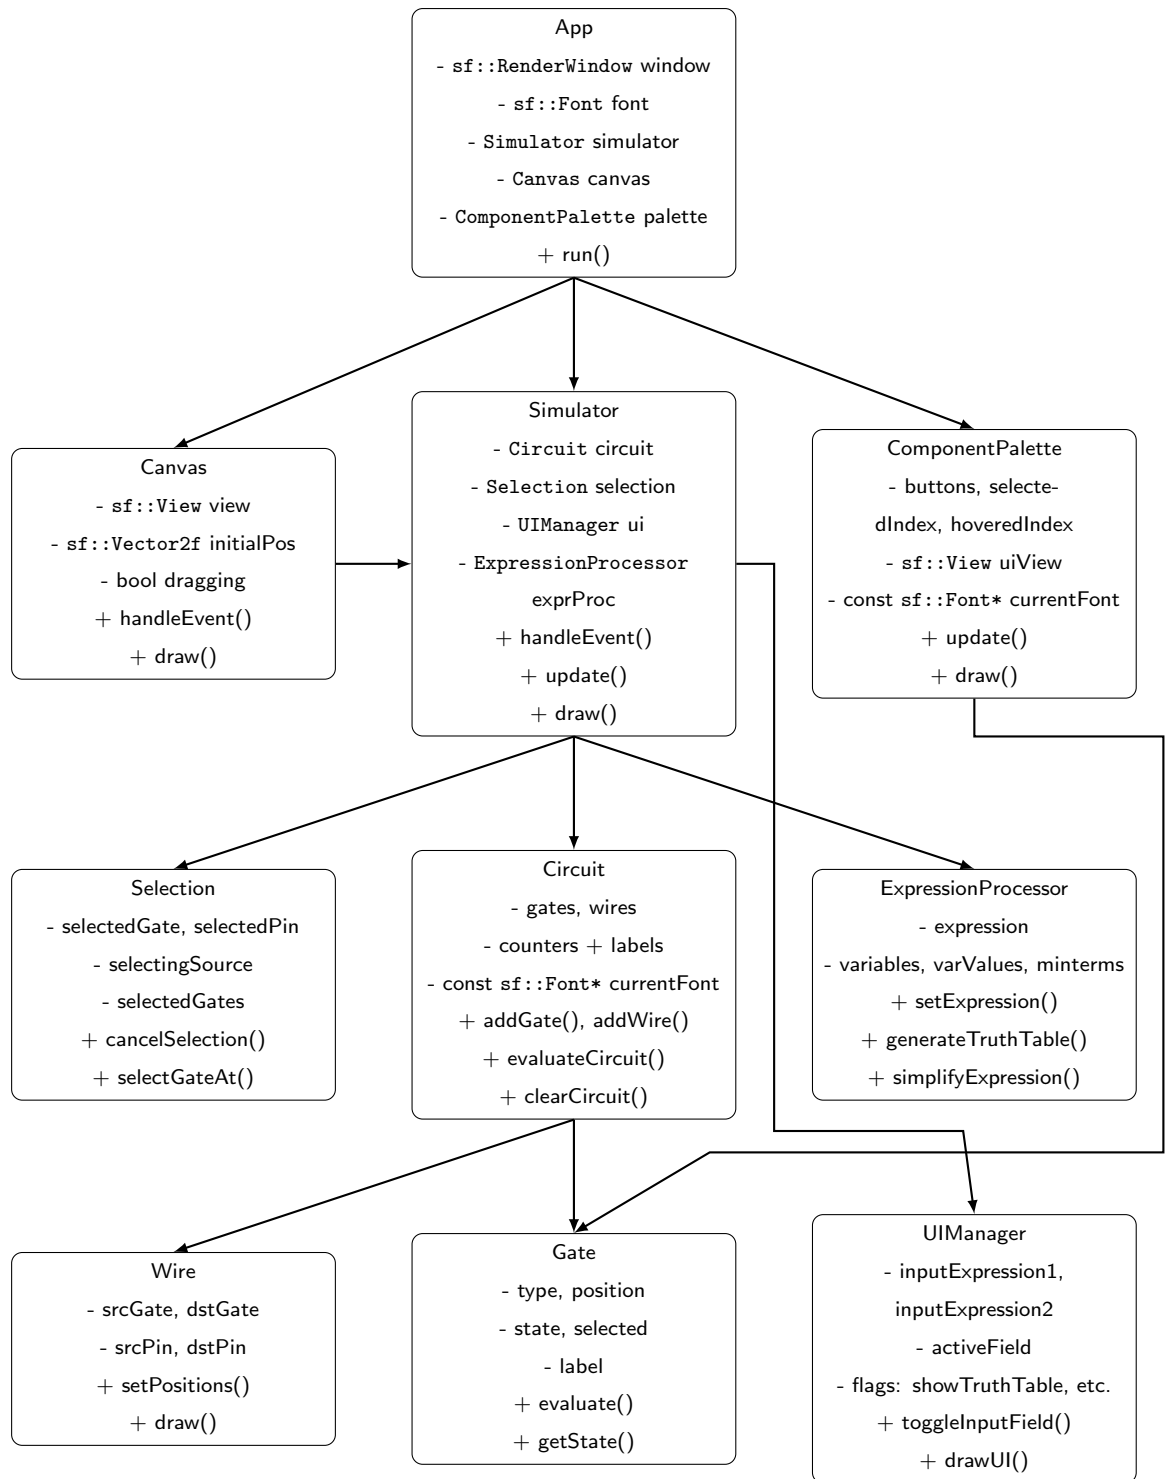 App
- sf::RenderWindow window
- sf::Font font
- Simulator simulator
- Canvas canvas
- ComponentPalette palette
+ run()
Canvas
- sf::View view
- sf::Vector2f initialPos
- bool dragging
+ handleEvent()
+ draw()
Simulator
- Circuit circuit
- Selection selection
- UIManager ui
- ExpressionProcessor
exprProc
+ handleEvent()
+ update()
+ draw()
ComponentPalette
- buttons, selecte-
dIndex, hoveredIndex
- sf::View uiView
- const sf::Font* currentFont
+ update()
+ draw()
Selection
- selectedGate, selectedPin
- selectingSource
- selectedGates
+ cancelSelection()
+ selectGateAt()
Circuit
- gates, wires
- counters + labels
- const sf::Font* currentFont
+ addGate(), addWire()
+ evaluateCircuit()
+ clearCircuit()
ExpressionProcessor
- expression
- variables, varValues, minterms
+ setExpression()
+ generateTruthTable()
+ simplifyExpression()
Wire
- srcGate, dstGate
- srcPin, dstPin
+ setPositions()
+ draw()
Gate
- type, position
- state, selected
- label
+ evaluate()
+ getState()
UIManager
- inputExpression1,
inputExpression2
- activeField
- flags: showTruthTable, etc.
+ toggleInputField()
+ drawUI()